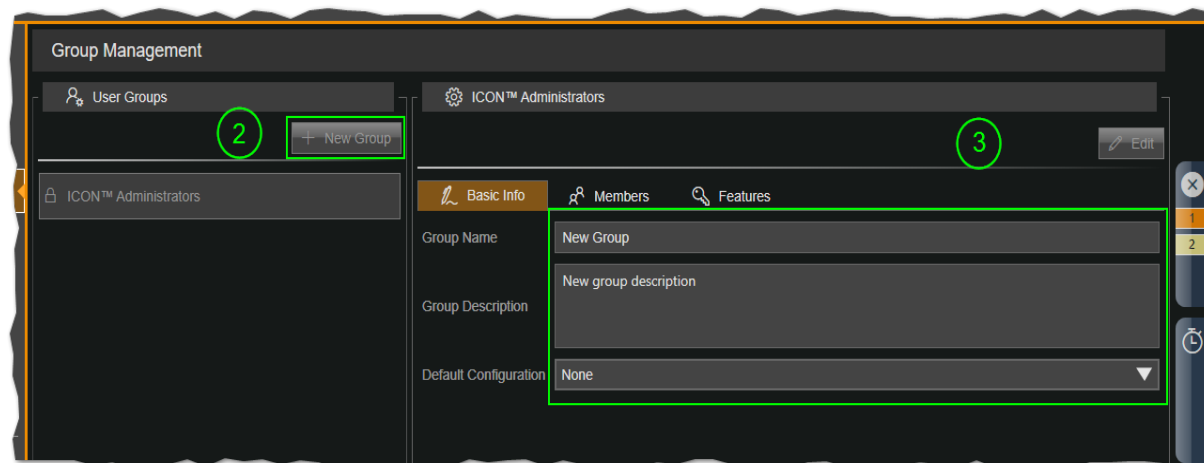 Group Management
User Groups
ICON™ Administrators
2
+ New Group
3
Edit
ICON™ Administrators
Basic Info
Members
Features
Group Name
New Group
Group Description
New group description
Default Configuration
None
1
2